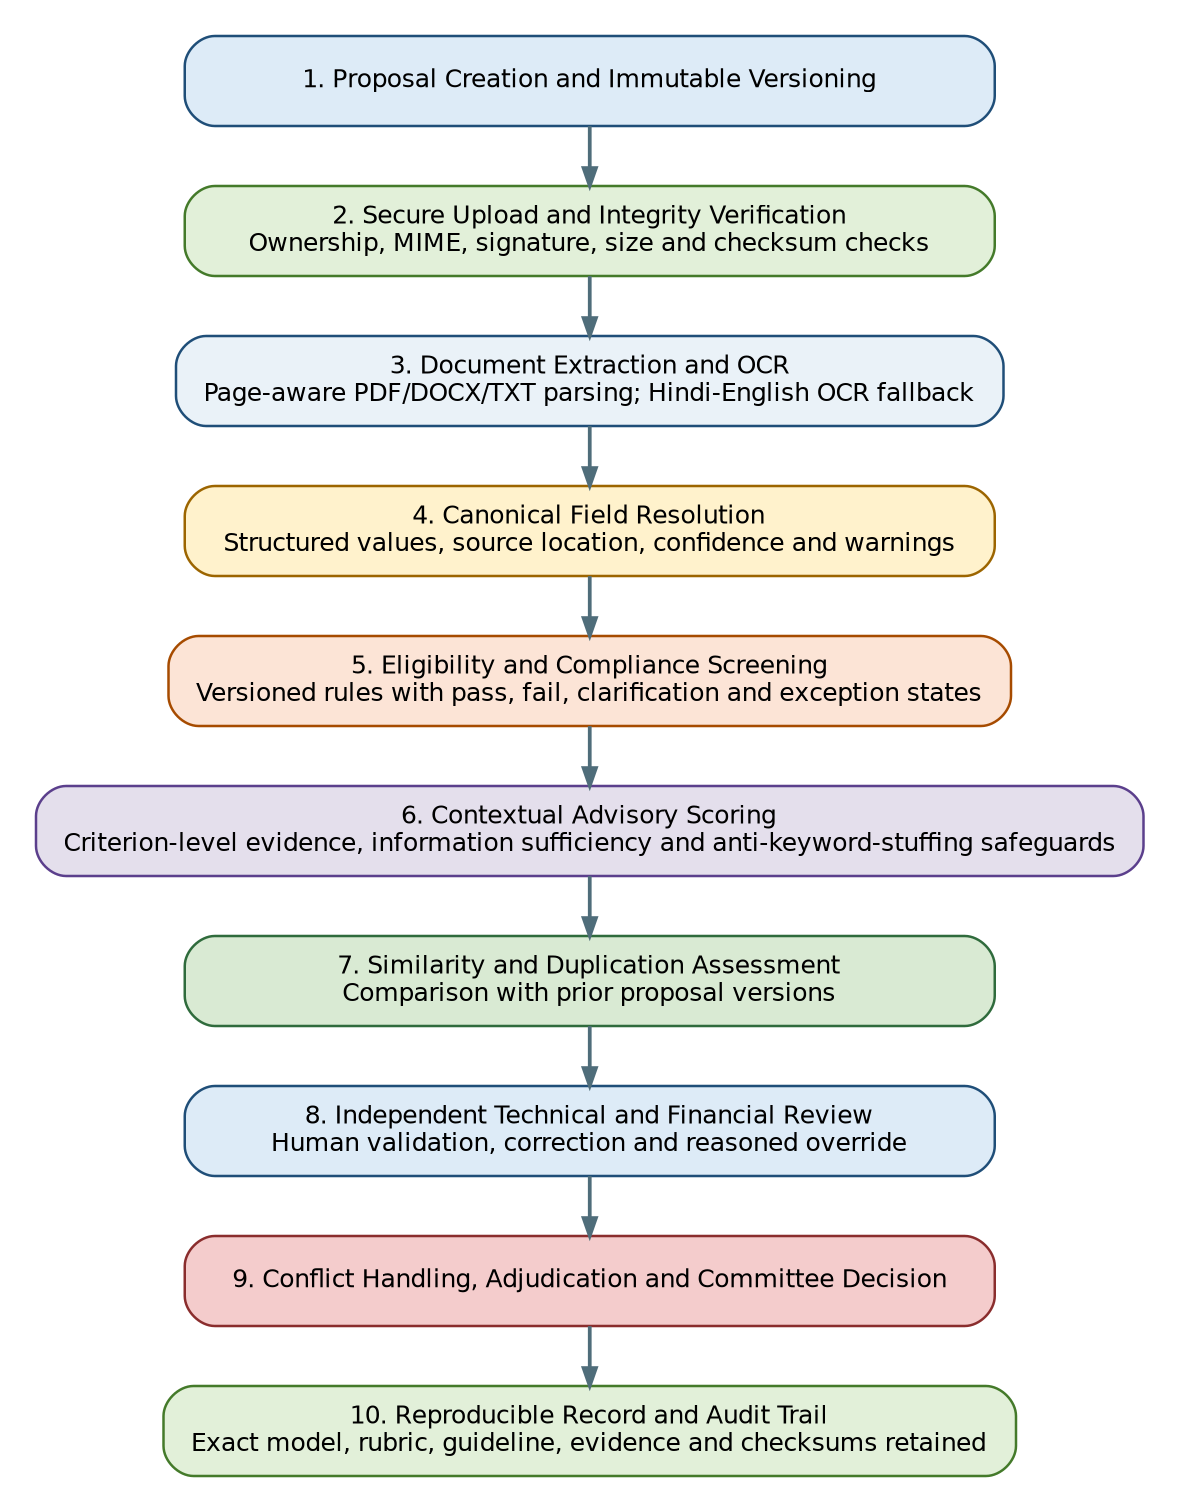 1. Proposal Creation and Immutable Versioning
2. Secure Upload and Integrity Verification
Ownership, MIME, signature, size and checksum checks
3. Document Extraction and OCR
Page-aware PDF/DOCX/TXT parsing; Hindi-English OCR fallback
4. Canonical Field Resolution
Structured values, source location, confidence and warnings
5. Eligibility and Compliance Screening
Versioned rules with pass, fail, clarification and exception states
6. Contextual Advisory Scoring
Criterion-level evidence, information sufficiency and anti-keyword-stuffing safeguards
7. Similarity and Duplication Assessment
Comparison with prior proposal versions
8. Independent Technical and Financial Review
Human validation, correction and reasoned override
9. Conflict Handling, Adjudication and Committee Decision
10. Reproducible Record and Audit Trail
Exact model, rubric, guideline, evidence and checksums retained